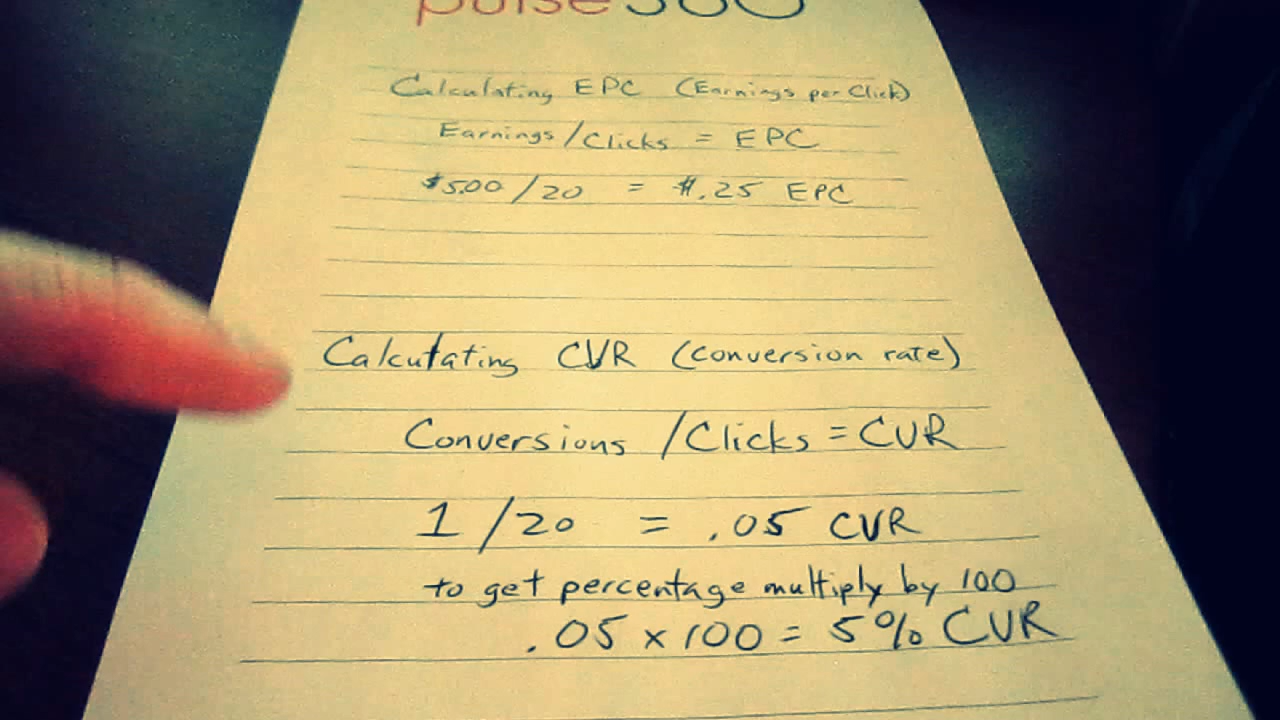 pulse360
Calculating EPC (Earnings per Click)
Earnings/Clicks = EPC
$5.00/20 = $.25 EPC
Calculating CVR (conversion rate)
Conversions /Clicks = CVR
1/20 = .05 CVR
to get percentage multiply by 100
.05 x 100 = 5% CVR